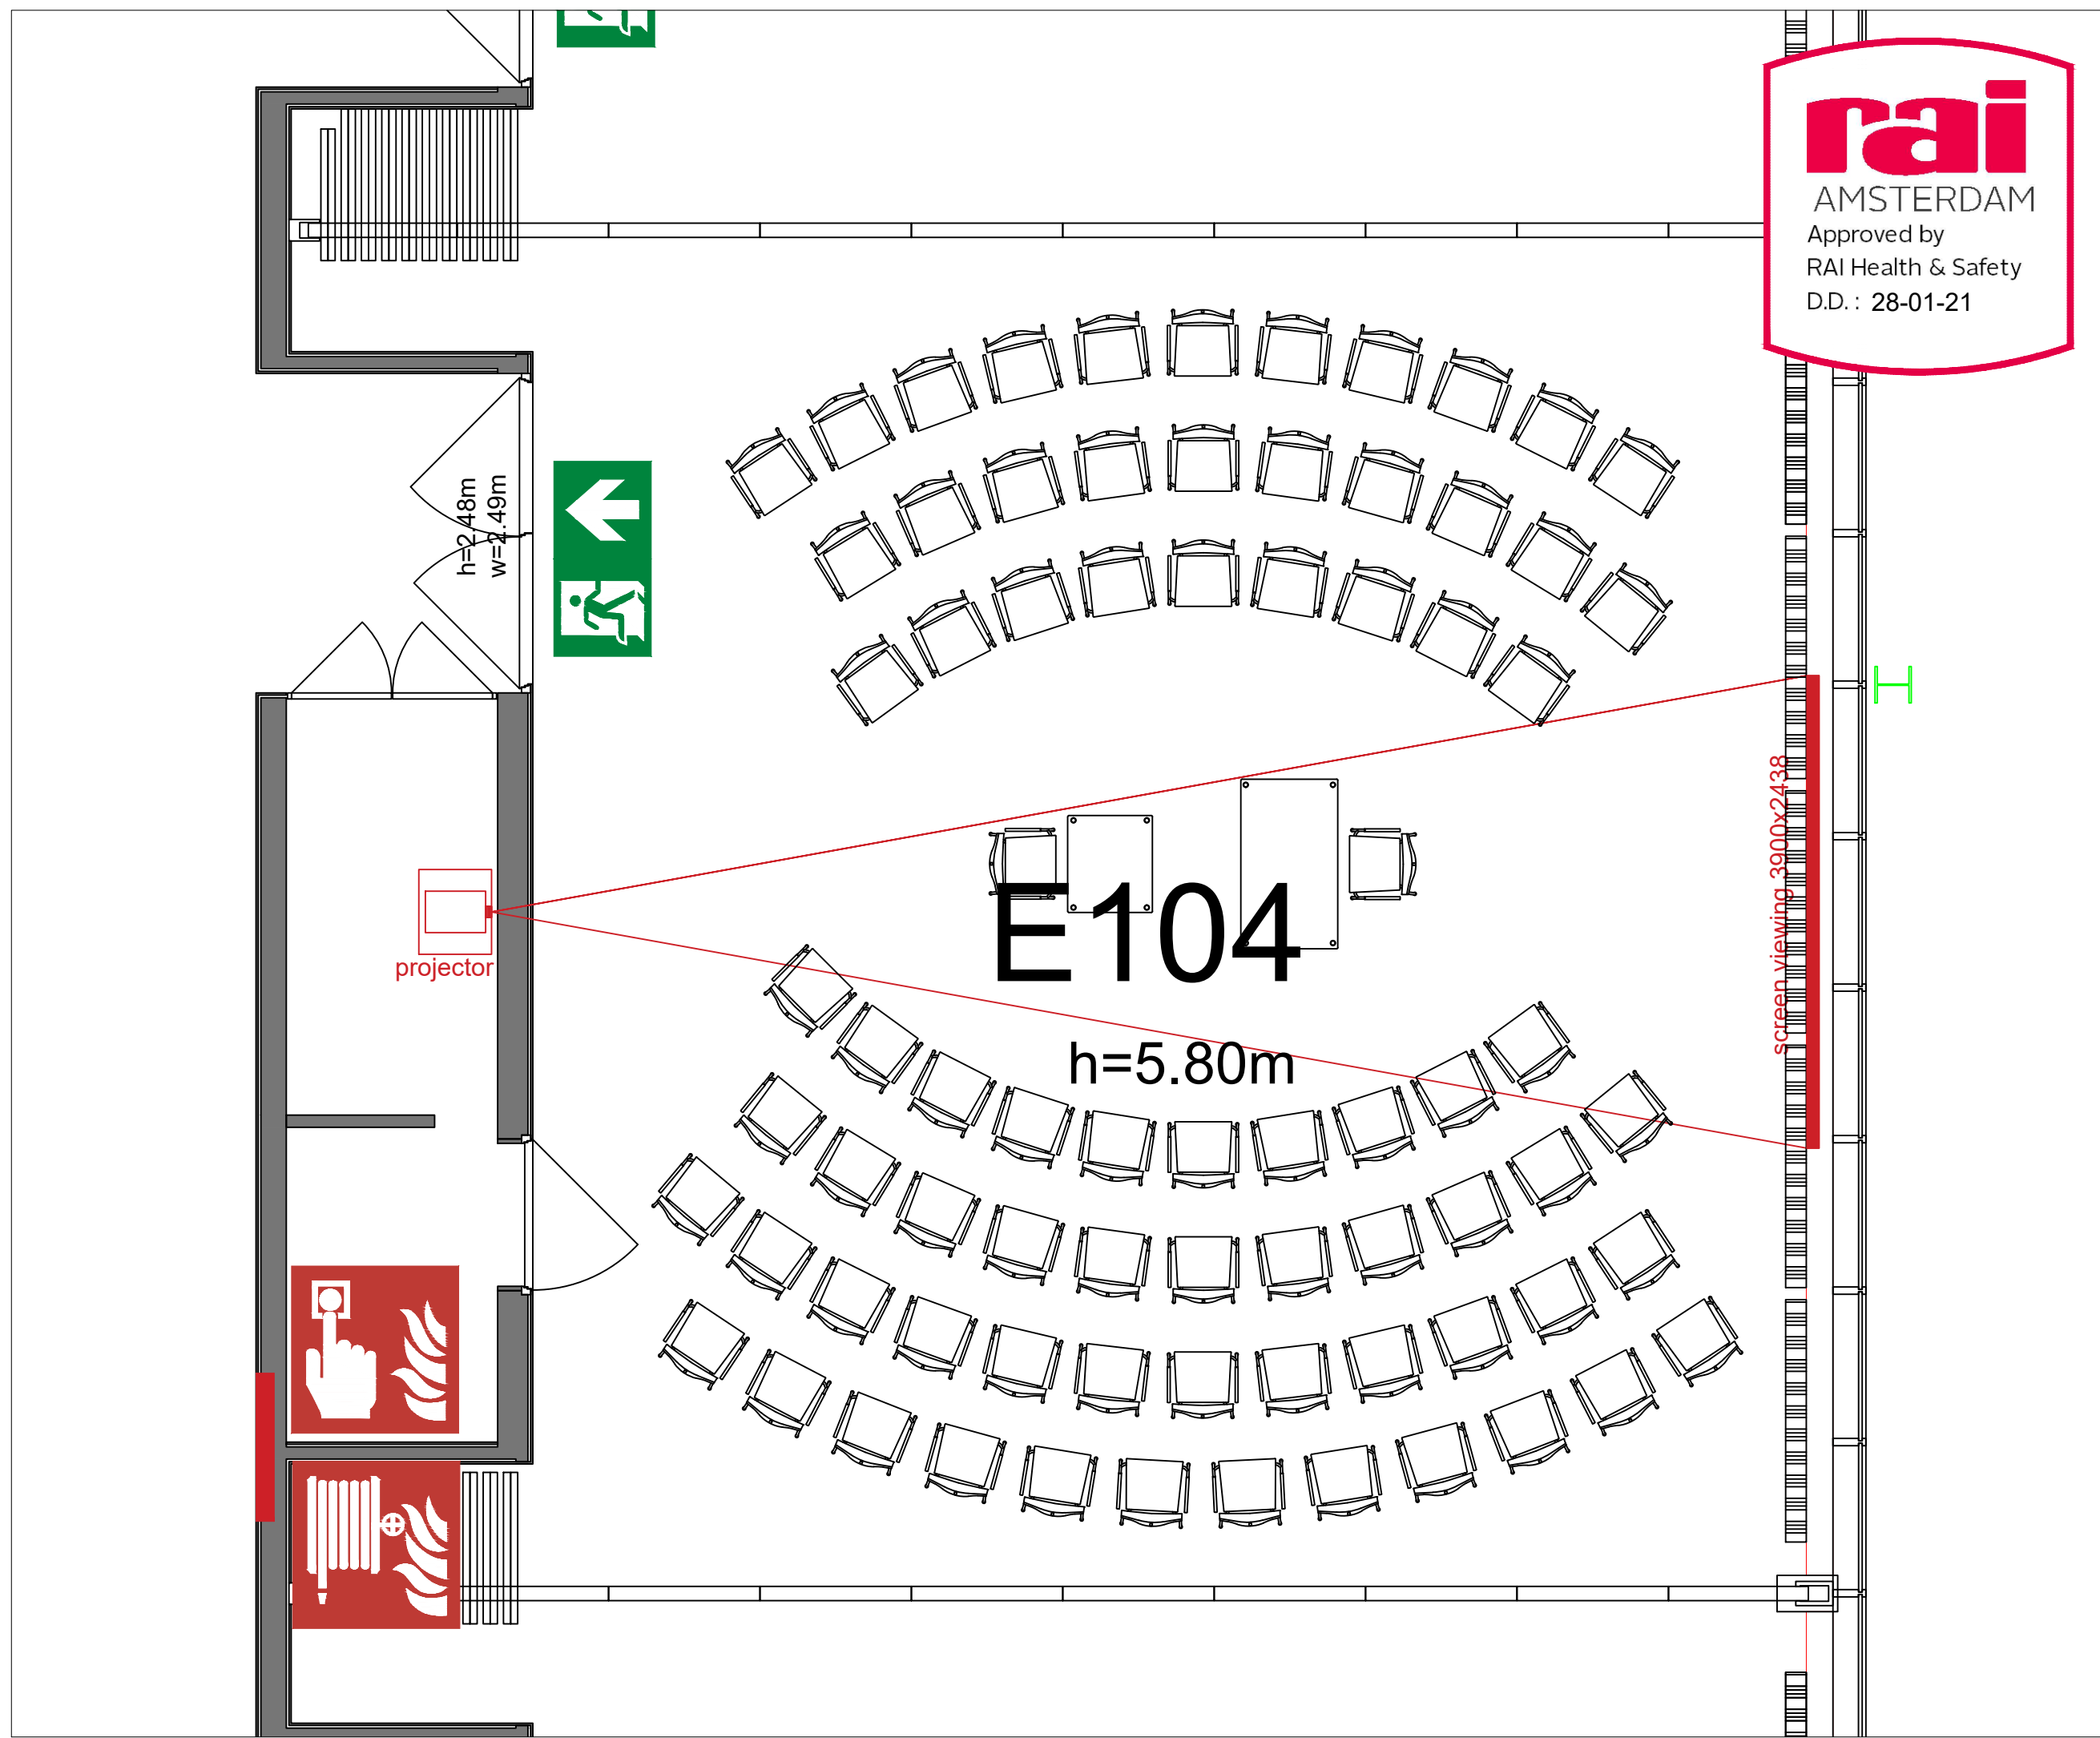 rai
AMSTERDAM
Approved by
RAI Health & Safety
D.D. : 28-01-21
h=2.48m
w=2.49m
screen viewing 3900x2438
projector
E104
h=5.80m